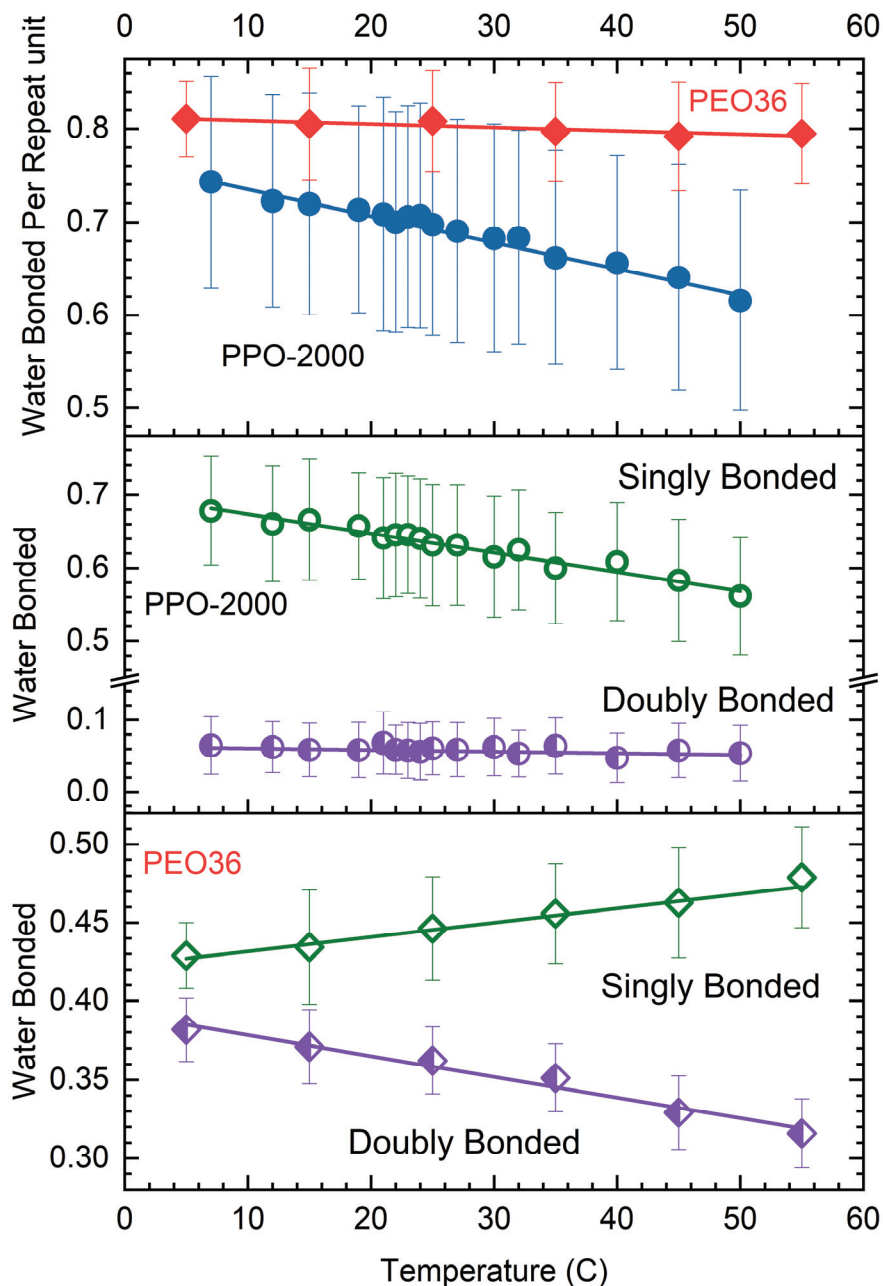 0 10 20 30 40 50 60
Water Bonded Per Repeat unit
0.8
0.7
0.6
0.5
PEO36
PPO-2000
Water Bonded
0.7
0.6
0.5
0.1
0.0
Singly Bonded
PPO-2000
Doubly Bonded
Water Bonded
0.50
0.45
0.40
0.35
0.30
PEO36
Singly Bonded
Doubly Bonded
0 10 20 30 40 50 60
Temperature (C)